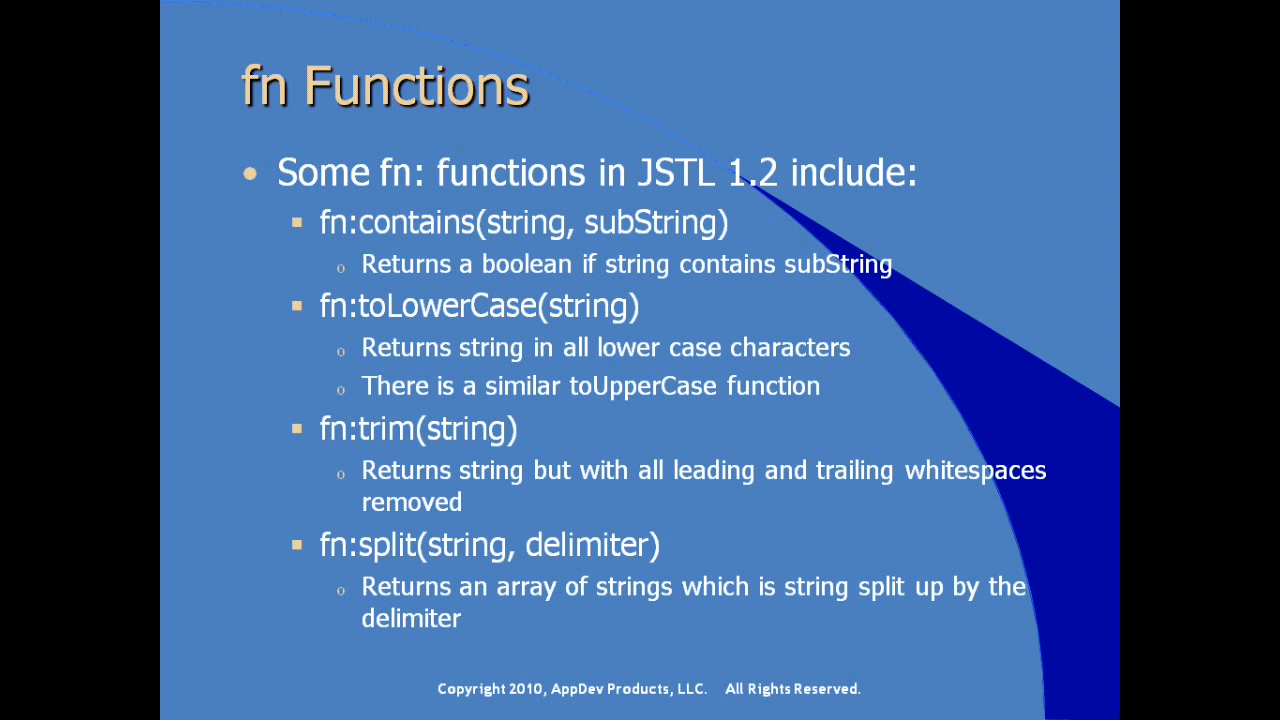 fn Functions
• Some fn: functions in JSTL 1.2 include:
▪ fn:contains(string, subString)
o Returns a boolean if string contains subString
▪ fn:toLowerCase(string)
o Returns string in all lower case characters
o There is a similar toUpperCase function
▪ fn:trim(string)
o Returns string but with all leading and trailing whitespaces
removed
▪ fn:split(string, delimiter)
o Returns an array of strings which is string split up by the
delimiter
Copyright 2010, AppDev Products, LLC. All Rights Reserved.